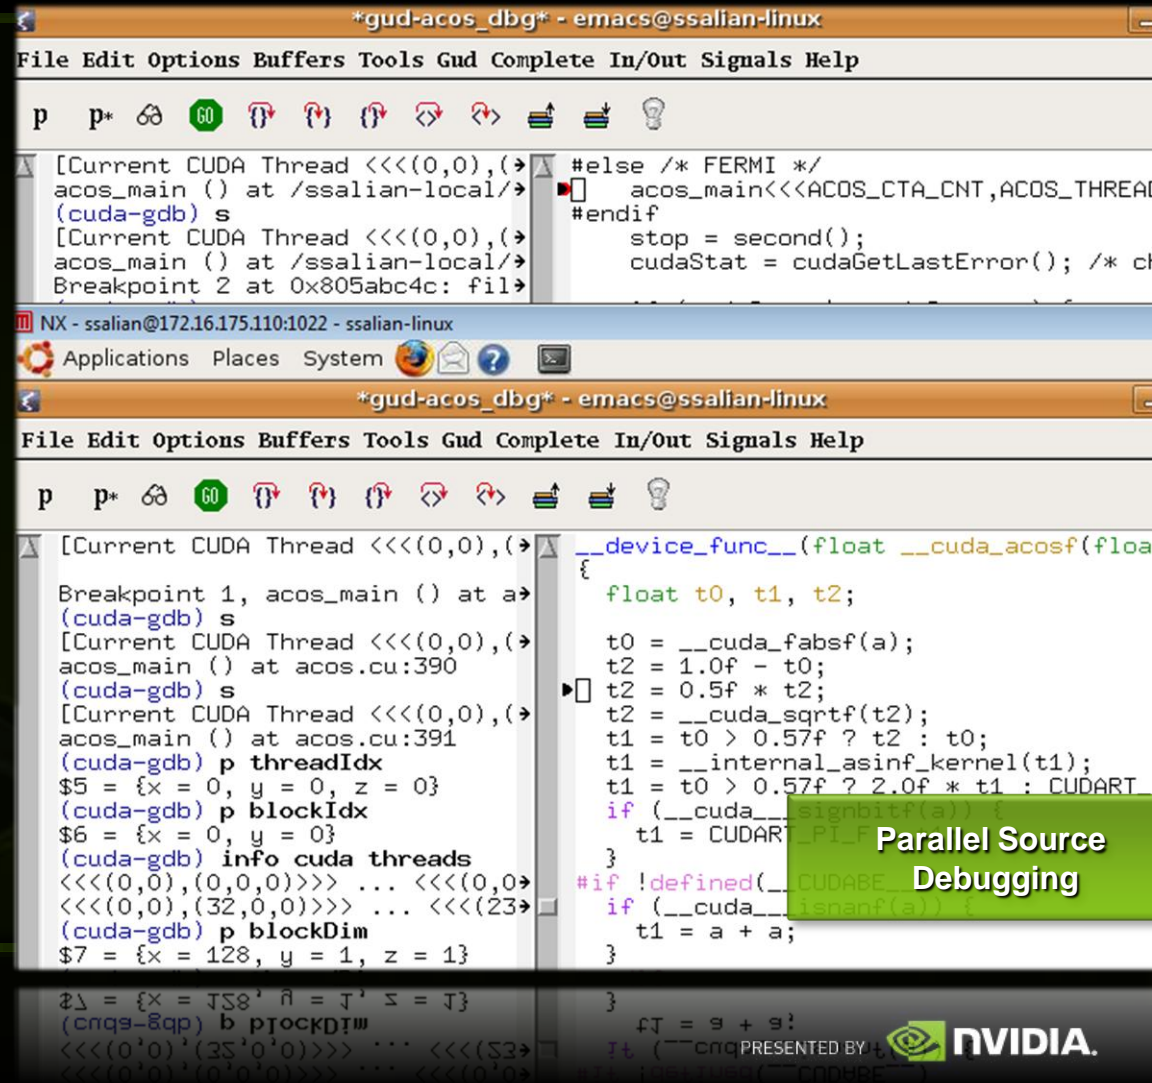 *gud-acos_dbg* - emacs@ssalian-linux
File Edit Options Buffers Tools Gud Complete In/Out Signals Help
p p* GO {} {} {} <> <>
[Current CUDA Thread <<<(0,0),(
acos_main () at /ssalian-local/
(cuda-gdb) s
[Current CUDA Thread <<<(0,0),(
acos_main () at /ssalian-local/
Breakpoint 2 at 0x805abc4c: fil
#else /* FERMI */
acos_main<<<ACOS_CTA_CNT,ACOS_THREAD
#endif
stop = second();
cudaStat = cudaGetLastError(); /* ch
NX - ssalian@172.16.175.110:1022 - ssalian-linux
Applications Places System
*gud-acos_dbg* - emacs@ssalian-linux
File Edit Options Buffers Tools Gud Complete In/Out Signals Help
p p* GO {} {} {} <> <>
[Current CUDA Thread <<<(0,0),(
Breakpoint 1, acos_main () at a
(cuda-gdb) s
[Current CUDA Thread <<<(0,0),(
acos_main () at acos.cu:390
(cuda-gdb) s
[Current CUDA Thread <<<(0,0),(
acos_main () at acos.cu:391
(cuda-gdb) p threadIdx
$5 = {x = 0, y = 0, z = 0}
(cuda-gdb) p blockIdx
$6 = {x = 0, y = 0}
(cuda-gdb) info cuda threads
<<<(0,0),(0,0,0)>>> ... <<<(0,0
<<<(0,0),(32,0,0)>>> ... <<<(23
(cuda-gdb) p blockDim
$7 = {x = 128, y = 1, z = 1}
__device_func__(float __cuda_acosf(floa
{
float t0, t1, t2;
t0 = __cuda_fabsf(a);
t2 = 1.0f - t0;
t2 = 0.5f * t2;
t2 = __cuda_sqrtf(t2);
t1 = t0 > 0.57f ? t2 : t0;
t1 = __internal_asinf_kernel(t1);
t1 = t0 > 0.57f ? 2.0f * t1 : CUDART_
if (__cuda___signbitf(a)) {
t1 = CUDART_PI_F
}
#if !defined(__CUDABE__
if (__cuda___isnanf(a)) {
t1 = a + a;
}
Parallel Source
Debugging
PRESENTED BY NVIDIA.